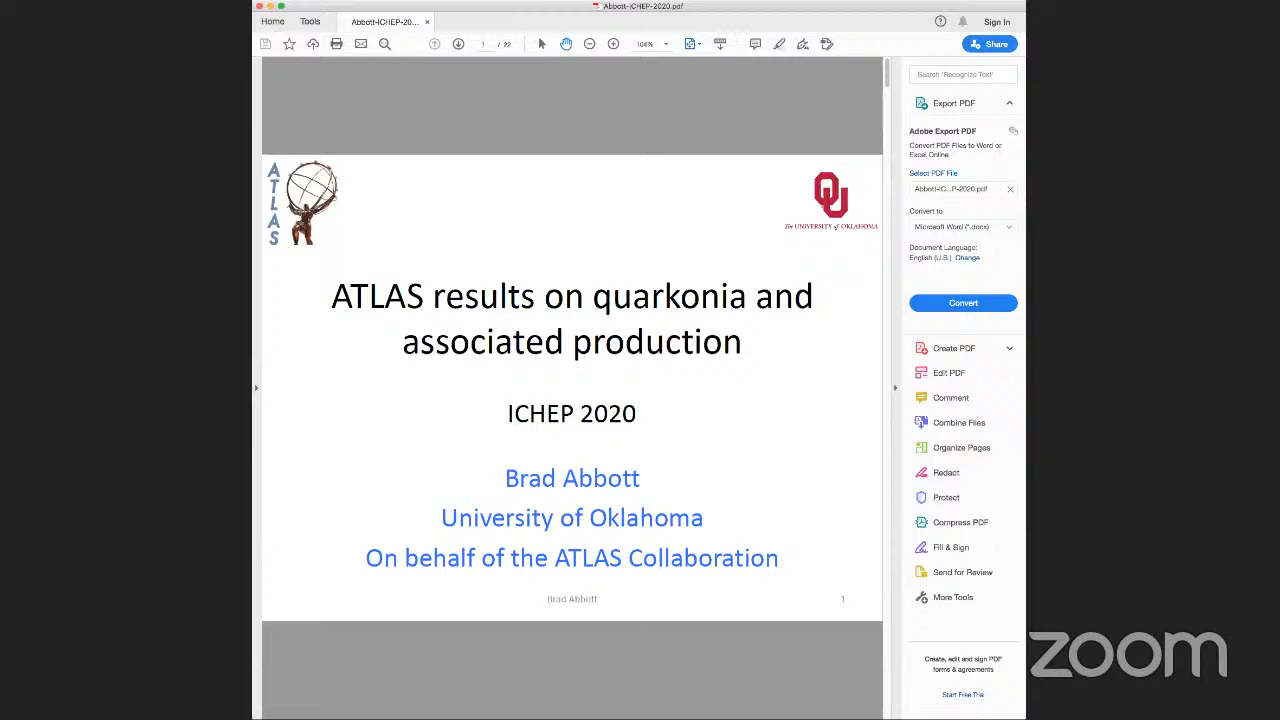 Abbott-ICHEP-2020.pdf
Home Tools Abbott-ICHEP-20... × Sign In
1 / 22 104% Share
Search 'Recognize Text'
Export PDF
Adobe Export PDF
Convert PDF Files to Word or
Excel Online
Select PDF File
Abbott-IC...P-2020.pdf
Convert to
Microsoft Word (*.docx)
Document Language:
English (U.S.) Change
Convert
Create PDF
Edit PDF
Comment
Combine Files
Organize Pages
Redact
Protect
Compress PDF
Fill & Sign
Send for Review
More Tools
Create, edit and sign PDF
forms & agreements
Start Free Trial
ATLAS
OU
The UNIVERSITY of OKLAHOMA
ATLAS results on quarkonia and
associated production
ICHEP 2020
Brad Abbott
University of Oklahoma
On behalf of the ATLAS Collaboration
Brad Abbott 1
zoom